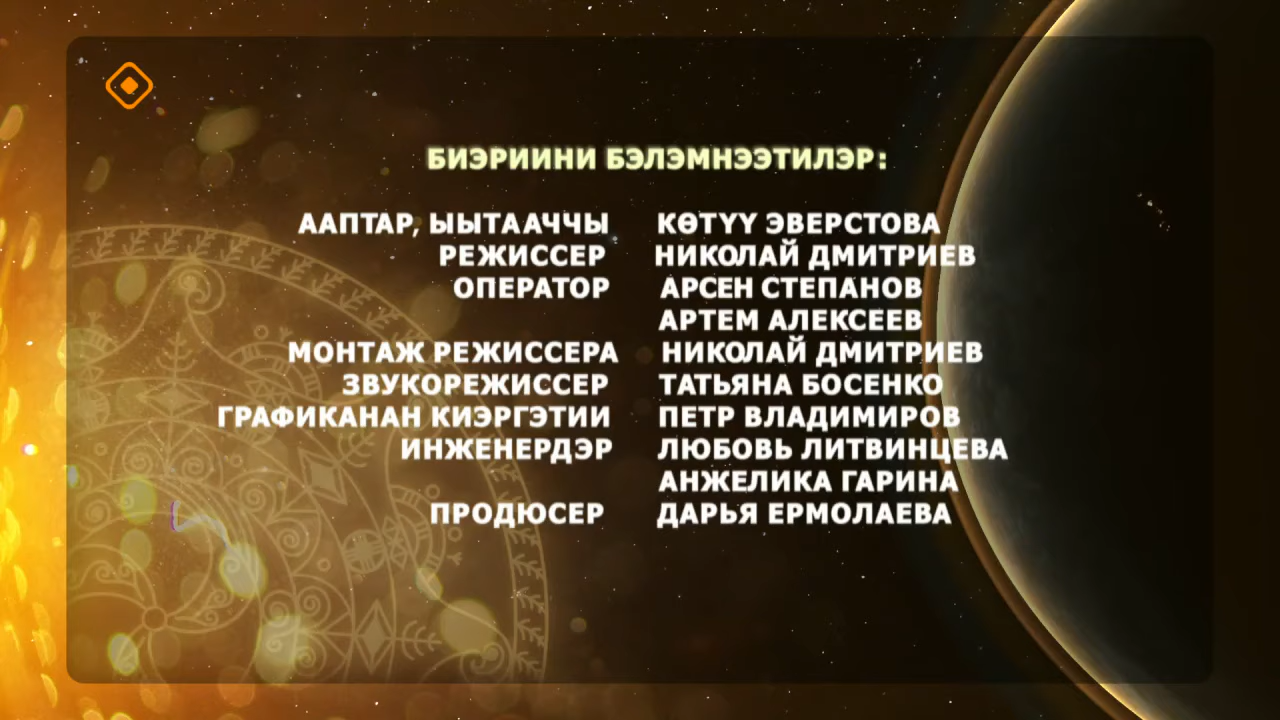 БИЭРИИНИ БЭЛЭМНЭЭТИЛЭР:
ААПТАР, ЫЫТААЧЧЫ КӨТҮҮ ЭВЕРСТОВА
РЕЖИССЕР НИКОЛАЙ ДМИТРИЕВ
ОПЕРАТОР АРСЕН СТЕПАНОВ
АРТЕМ АЛЕКСЕЕВ
МОНТАЖ РЕЖИССЕРА НИКОЛАЙ ДМИТРИЕВ
ЗВУКОРЕЖИССЕР ТАТЬЯНА БОСЕНКО
ГРАФИКАНАН КИЭРГЭТИИ ПЕТР ВЛАДИМИРОВ
ИНЖЕНЕРДЭР ЛЮБОВЬ ЛИТВИНЦЕВА
АНЖЕЛИКА ГАРИНА
ПРОДЮСЕР ДАРЬЯ ЕРМОЛАЕВА